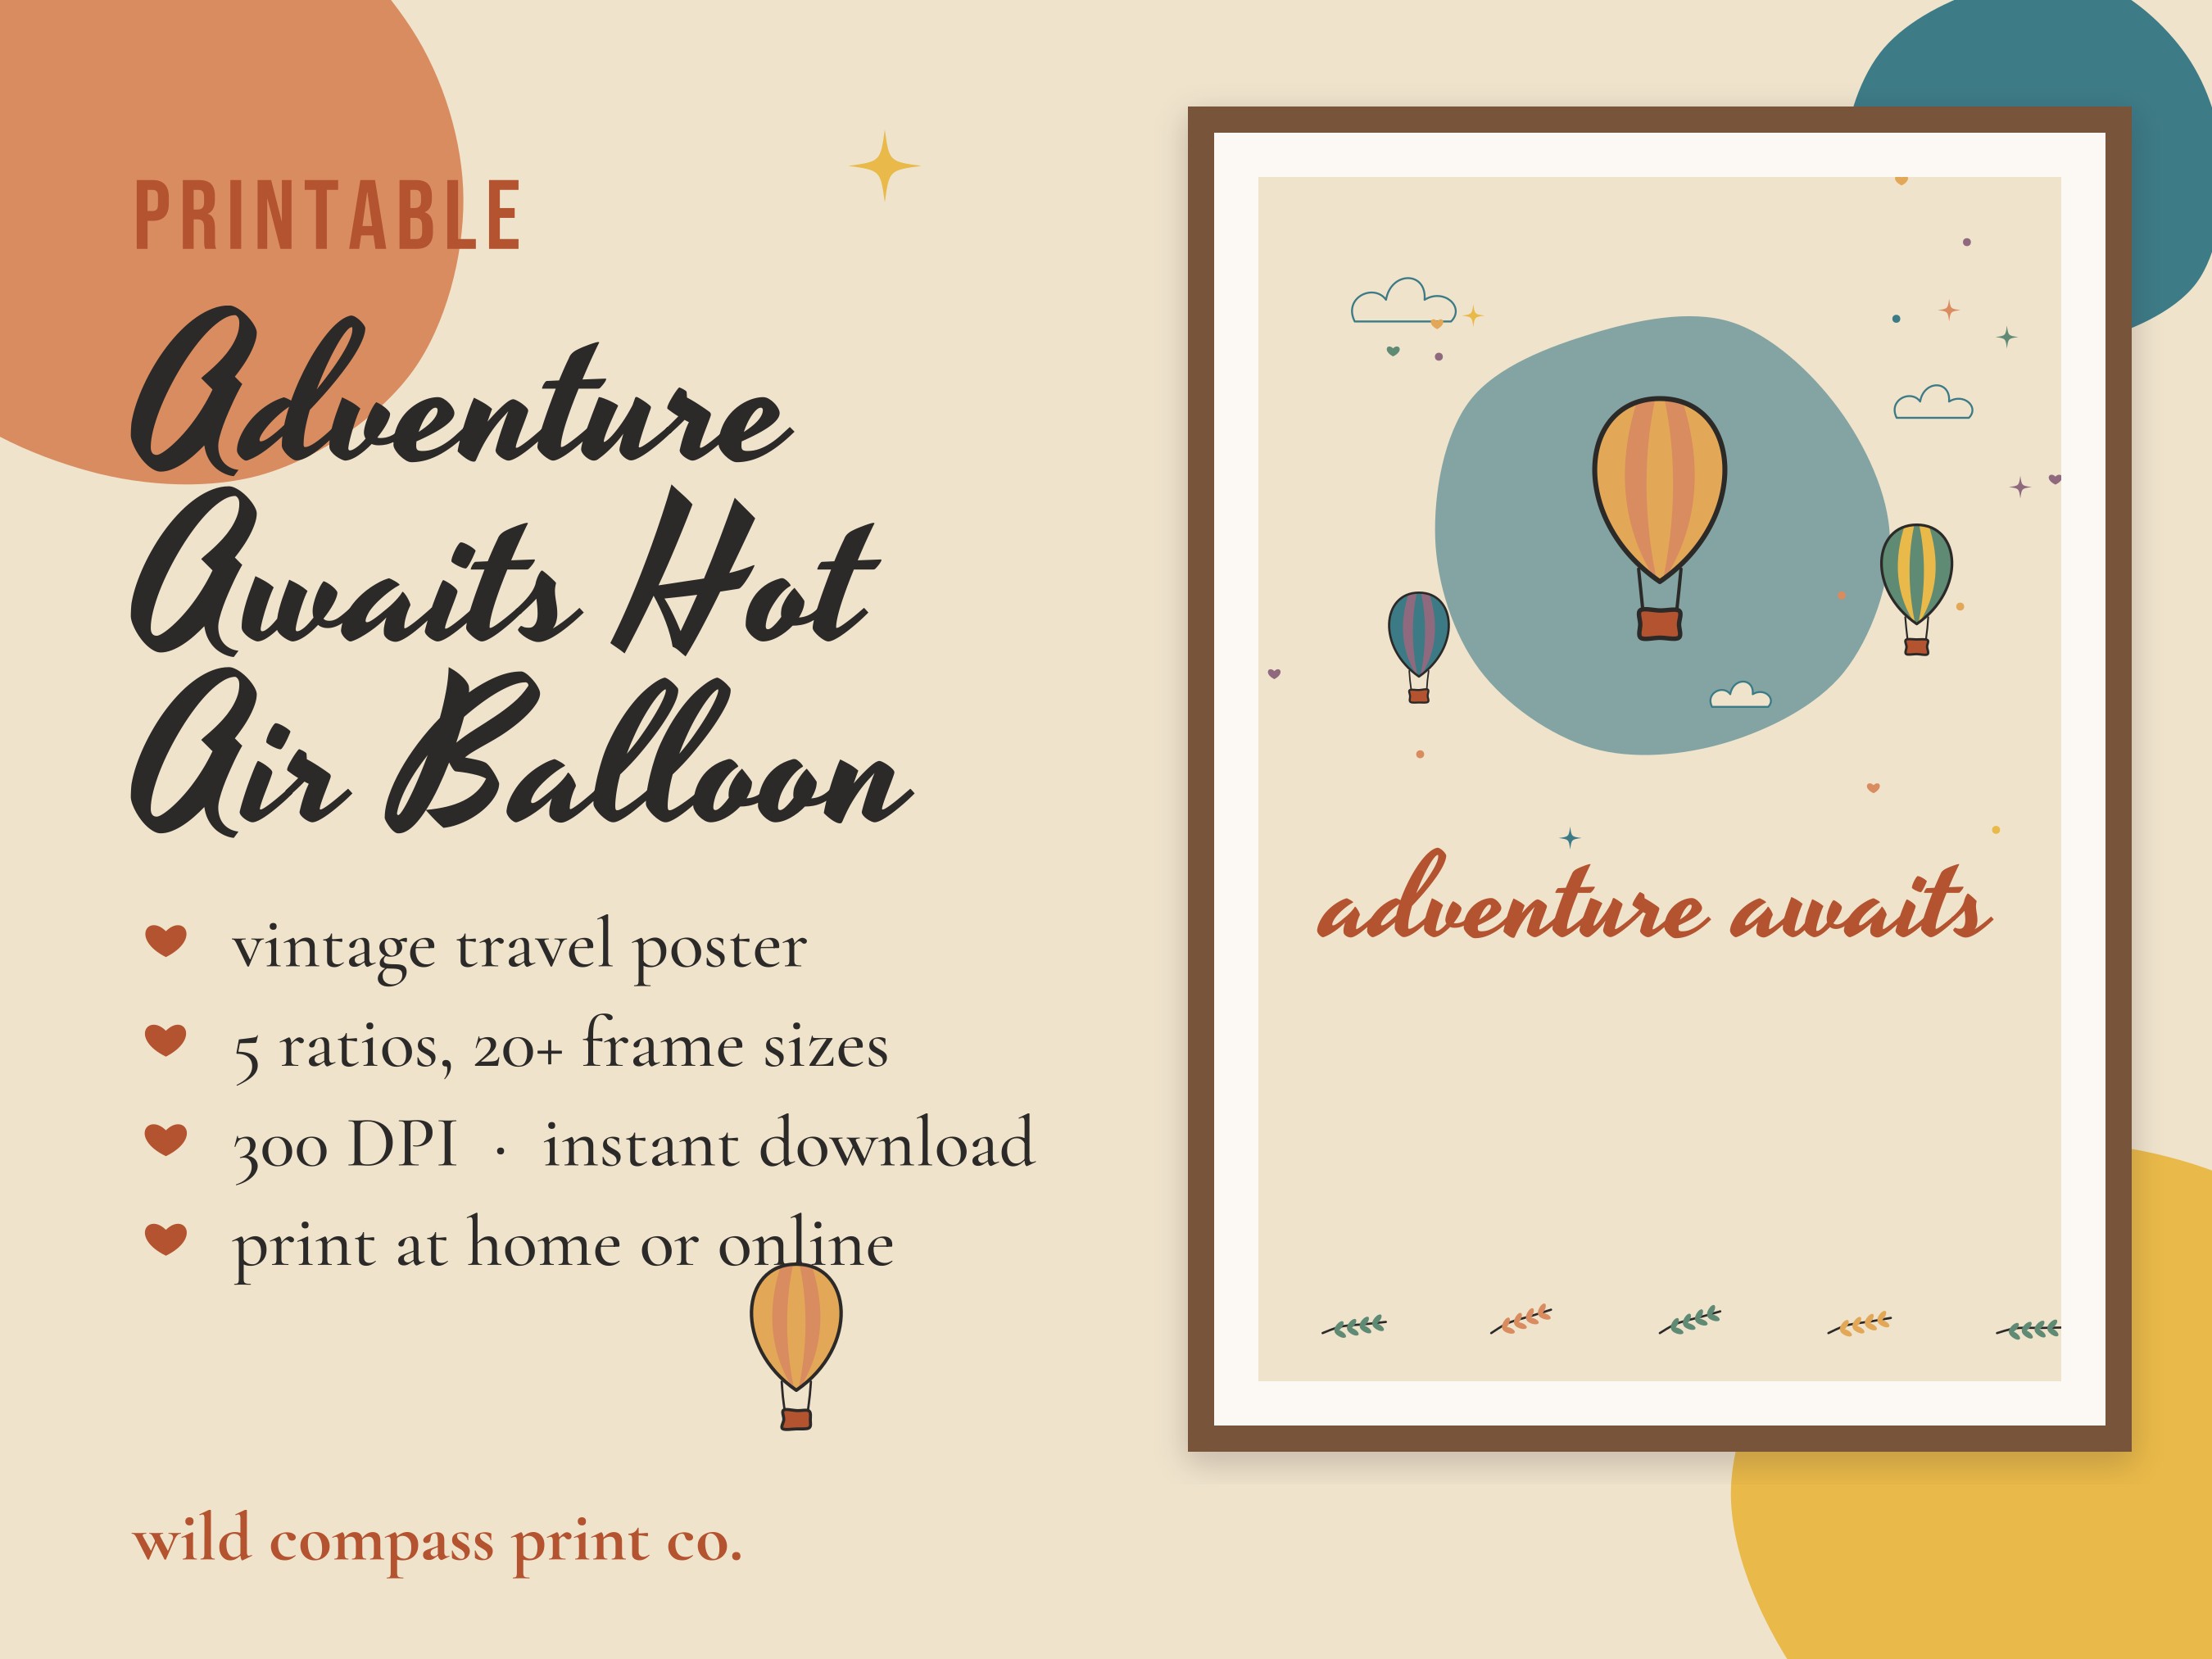 PRINTABLE
Adventure
Awaits Hot
Air Balloon
vintage travel poster
5 ratios, 20+ frame sizes
300 DPI · instant download
print at home or online
wild compass print co.
adventure awaits